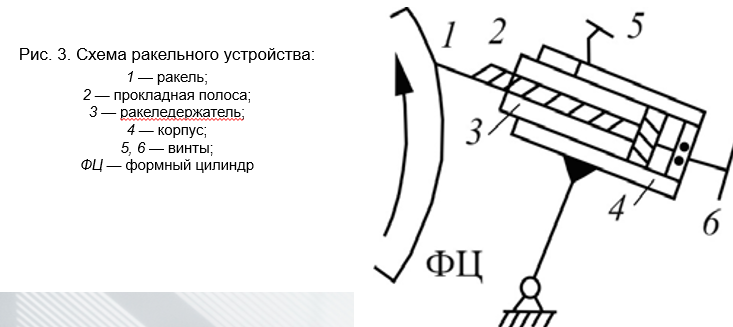 Рис. 3. Схема ракельного устройства:
1 — ракель;
2 — прокладная полоса;
3 — ракеледержатель;
4 — корпус;
5, 6 — винты;
ФЦ — формный цилиндр
1
2
5
3
4
6
ФЦ